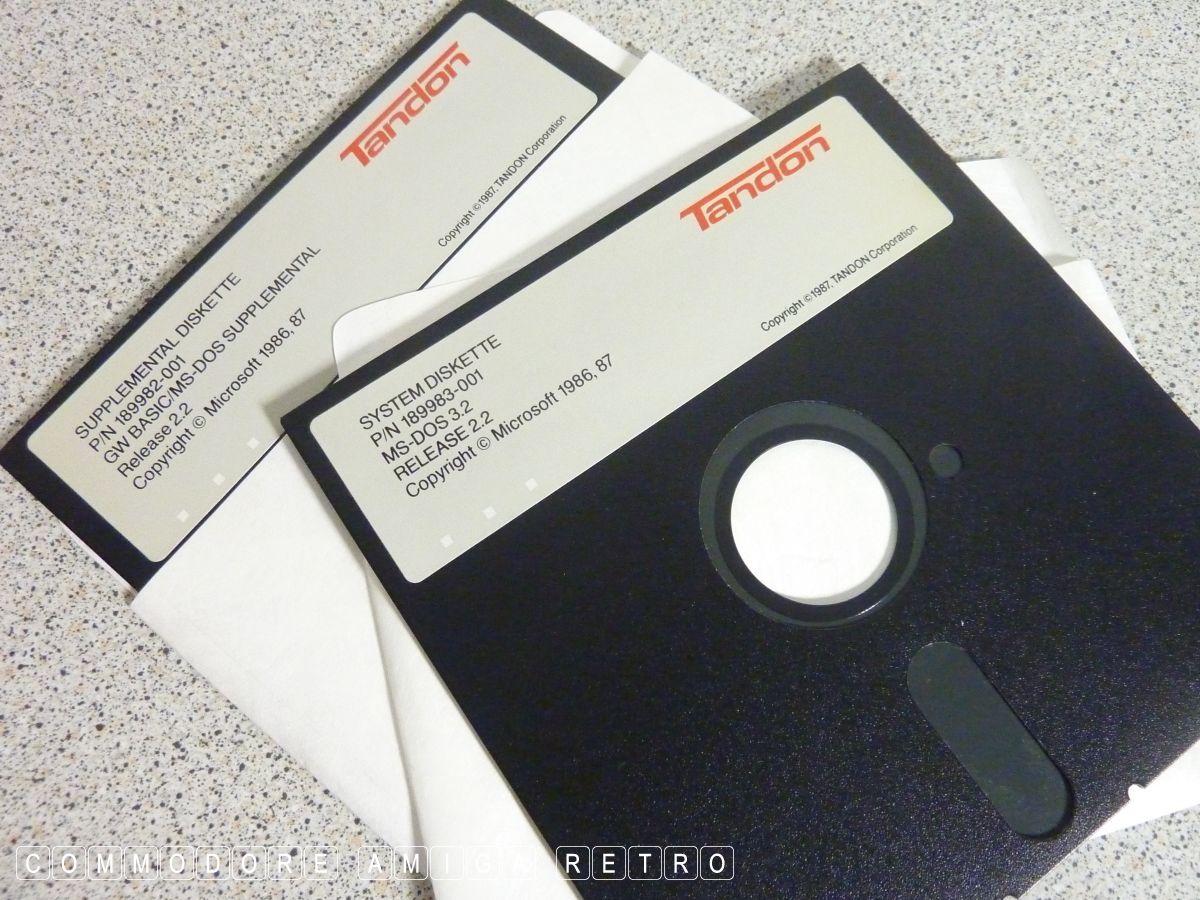 Tandon
Copyright ©1987. TANDON Corporation
SUPPLEMENTAL DISKETTE
P/N 189982-001
GW BASIC/MS-DOS SUPPLEMENTAL
Release 2.2
Copyright © Microsoft 1986, 87
Tandon
Copyright ©1987. TANDON Corporation
SYSTEM DISKETTE
P/N 189983-001
MS-DOS 3.2
RELEASE 2.2
Copyright © Microsoft 1986, 87
COMMODORE AMIGA RETRO